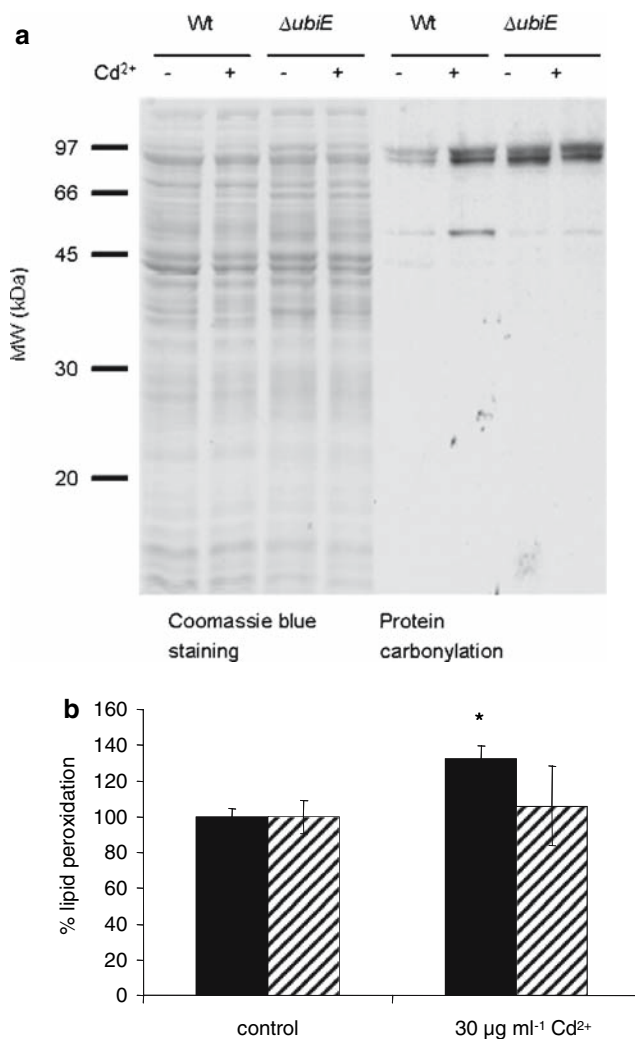 a
Wt ΔubiE Wt ΔubiE
Cd²⁺ - + - + - + - +
97
66
45
30
20
MW (kDa)
Coomassie blue Protein
staining carbonylation
b
160
140
120
100
80
60
40
20
0
% lipid peroxidation
*
control 30 µg ml⁻¹ Cd²⁺